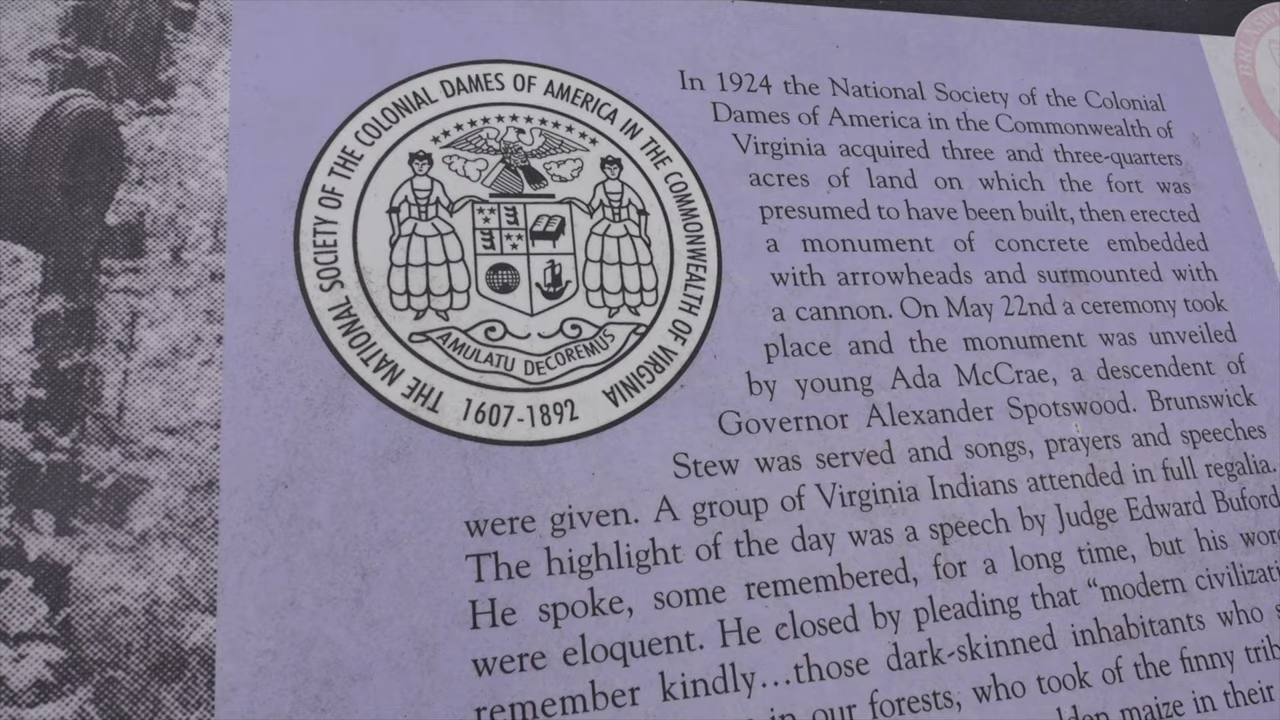 THE NATIONAL SOCIETY OF THE COLONIAL DAMES OF AMERICA IN THE COMMONWEALTH OF VIRGINIA
AMULATU DECOREMUS
1607-1892
In 1924 the National Society of the Colonial
Dames of America in the Commonwealth of
Virginia acquired three and three-quarters
acres of land on which the fort was
presumed to have been built, then erected
a monument of concrete embedded
with arrowheads and surmounted with
a cannon. On May 22nd a ceremony took
place and the monument was unveiled
by young Ada McCrae, a descendent of
Governor Alexander Spotswood. Brunswick
Stew was served and songs, prayers and speeches
were given. A group of Virginia Indians attended in full regalia.
The highlight of the day was a speech by Judge Edward Buford
He spoke, some remembered, for a long time, but his
were eloquent. He closed by pleading that “modern
remember kindly...those dark-skinned inhabitants who
in our forests, who took of the finny
maize in their